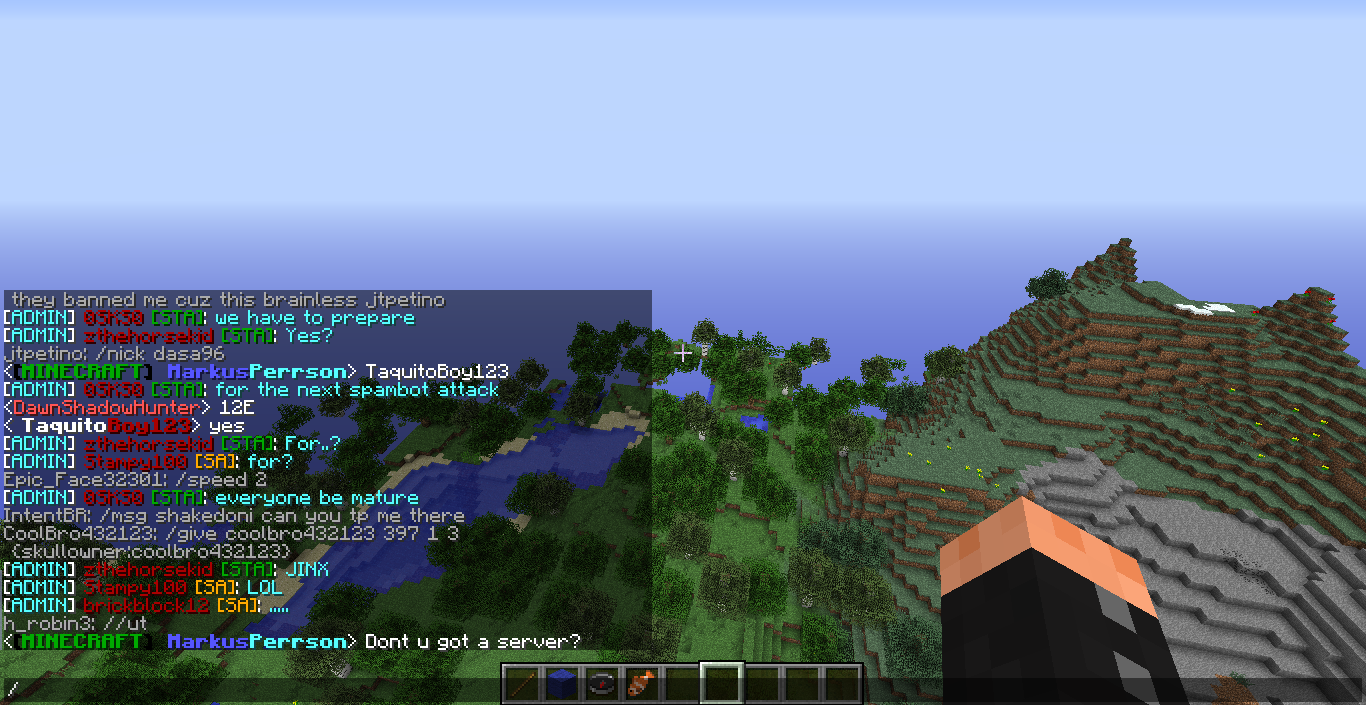 they banned me cuz this brainless jtpetino
[ADMIN] 05K50 [STA]: we have to prepare
[ADMIN] zthehorsekid [STA]: Yes?
jtpetino: /nick dasa96
<[MINECRAFT] MarkusPerrson> TaquitoBoy123
[ADMIN] 05K50 [STA]: for the next spambot attack
<DawnShadowHunter> 12E
< TaquitoBoy123> yes
[ADMIN] zthehorsekid [STA]: For..?
[ADMIN] Stampy100 [SA]: for?
Epic_Face32301: /speed 2
[ADMIN] 05K50 [STA]: everyone be mature
IntentBR: /msg shakedoni can you tp me there
CoolBro432123: /give coolbro432123 397 1 3
{skullowner:coolbro432123}
[ADMIN] zthehorsekid [STA]: JINX
[ADMIN] Stampy100 [SA]: LOL
[ADMIN] brickblock12 [SA]: .....
h_robin3: //ut
<[MINECRAFT] MarkusPerrson> Dont u got a server?
/